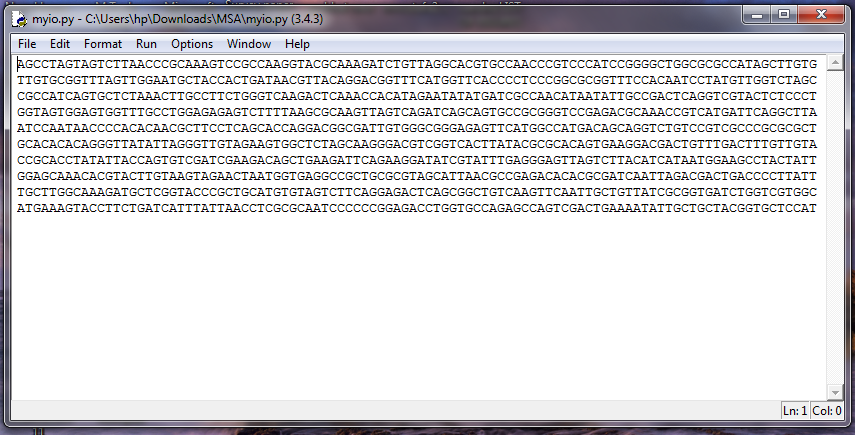 myio.py - C:\Users\hp\Downloads\MSA\myio.py (3.4.3)
File Edit Format Run Options Window Help
AGCCTAGTAGTCTTAACCCGCAAAGTCCGCCAAGGTACGCAAAGATCTGTTAGGCACGTGCCAACCCGTCCCATCCGGGGCTGGCGCGCCATAGCTTGTG
TTGTGCGGTTTAGTTGGAATGCTACCACTGATAACGTTACAGGACGGTTTCATGGTTCACCCCTCCCGGCGCGGTTTCCACAATCCTATGTTGGTCTAGC
CGCCATCAGTGCTCTAAACTTGCCTTCTGGGTCAAGACTCAAACCACATAGAATATATGATCGCCAACATAATATTGCCGACTCAGGTCGTACTCTCCCT
GGTAGTGGAGTGGTTTGCCTGGAGAGAGTCTTTTAAGCGCAAGTTAGTCAGATCAGCAGTGCCGCGGGTCCGAGACGCAAACCGTCATGATTCAGGCTTA
ATCCAATAACCCCACACAACGCTTCCTCAGCACCAGGACGGCGATTGTGGGCGGGAGAGTTCATGGCCATGACAGCAGGTCTGTCCGTCGCCCGCGCGCT
GCACACACAGGGTTATATTAGGGTTGTAGAAGTGGCTCTAGCAAGGGACGTCGGTCACTTATACGCGCACAGTGAAGGACGACTGTTTGACTTTGTTGTA
CCGCACCTATATTACCAGTGTCGATCGAAGACAGCTGAAGATTCAGAAGGATATCGTATTTGAGGGAGTTAGTCTTACATCATAATGGAAGCCTACTATT
GGAGCAAACACGTACTTGTAAGTAGAACTAATGGTGAGGCCGCTGCGCGTAGCATTAACGCCGAGACACACGCGATCAATTAGACGACTGACCCCTTATT
TGCTTGGCAAAGATGCTCGGTACCCGCTGCATGTGTAGTCTTCAGGAGACTCAGCGGCTGTCAAGTTCAATTGCTGTTATCGCGGTGATCTGGTCGTGGC
ATGAAAGTACCTTCTGATCATTTATTAACCTCGCGCAATCCCCCCCGGAGACCTGGTGCCAGAGCCAGTCGACTGAAAATATTGCTGCTACGGTGCTCCAT
Ln: 1 Col: 0